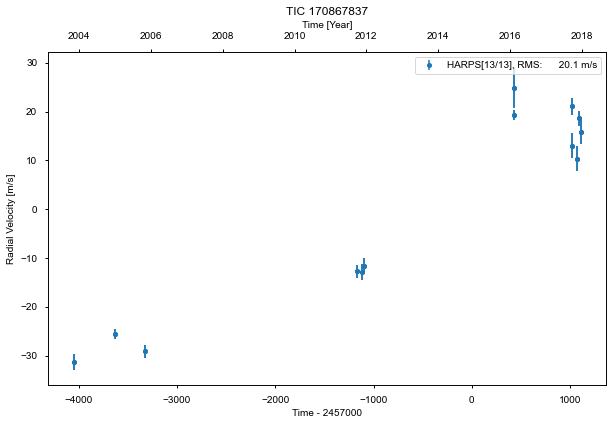 TIC 170867837
Time [Year]
2004 2006 2008 2010 2012 2014 2016 2018
HARPS[13/13], RMS: 20.1 m/s
Radial Velocity [m/s]
30
20
10
0
−10
−20
−30
−4000 −3000 −2000 −1000 0 1000
Time - 2457000